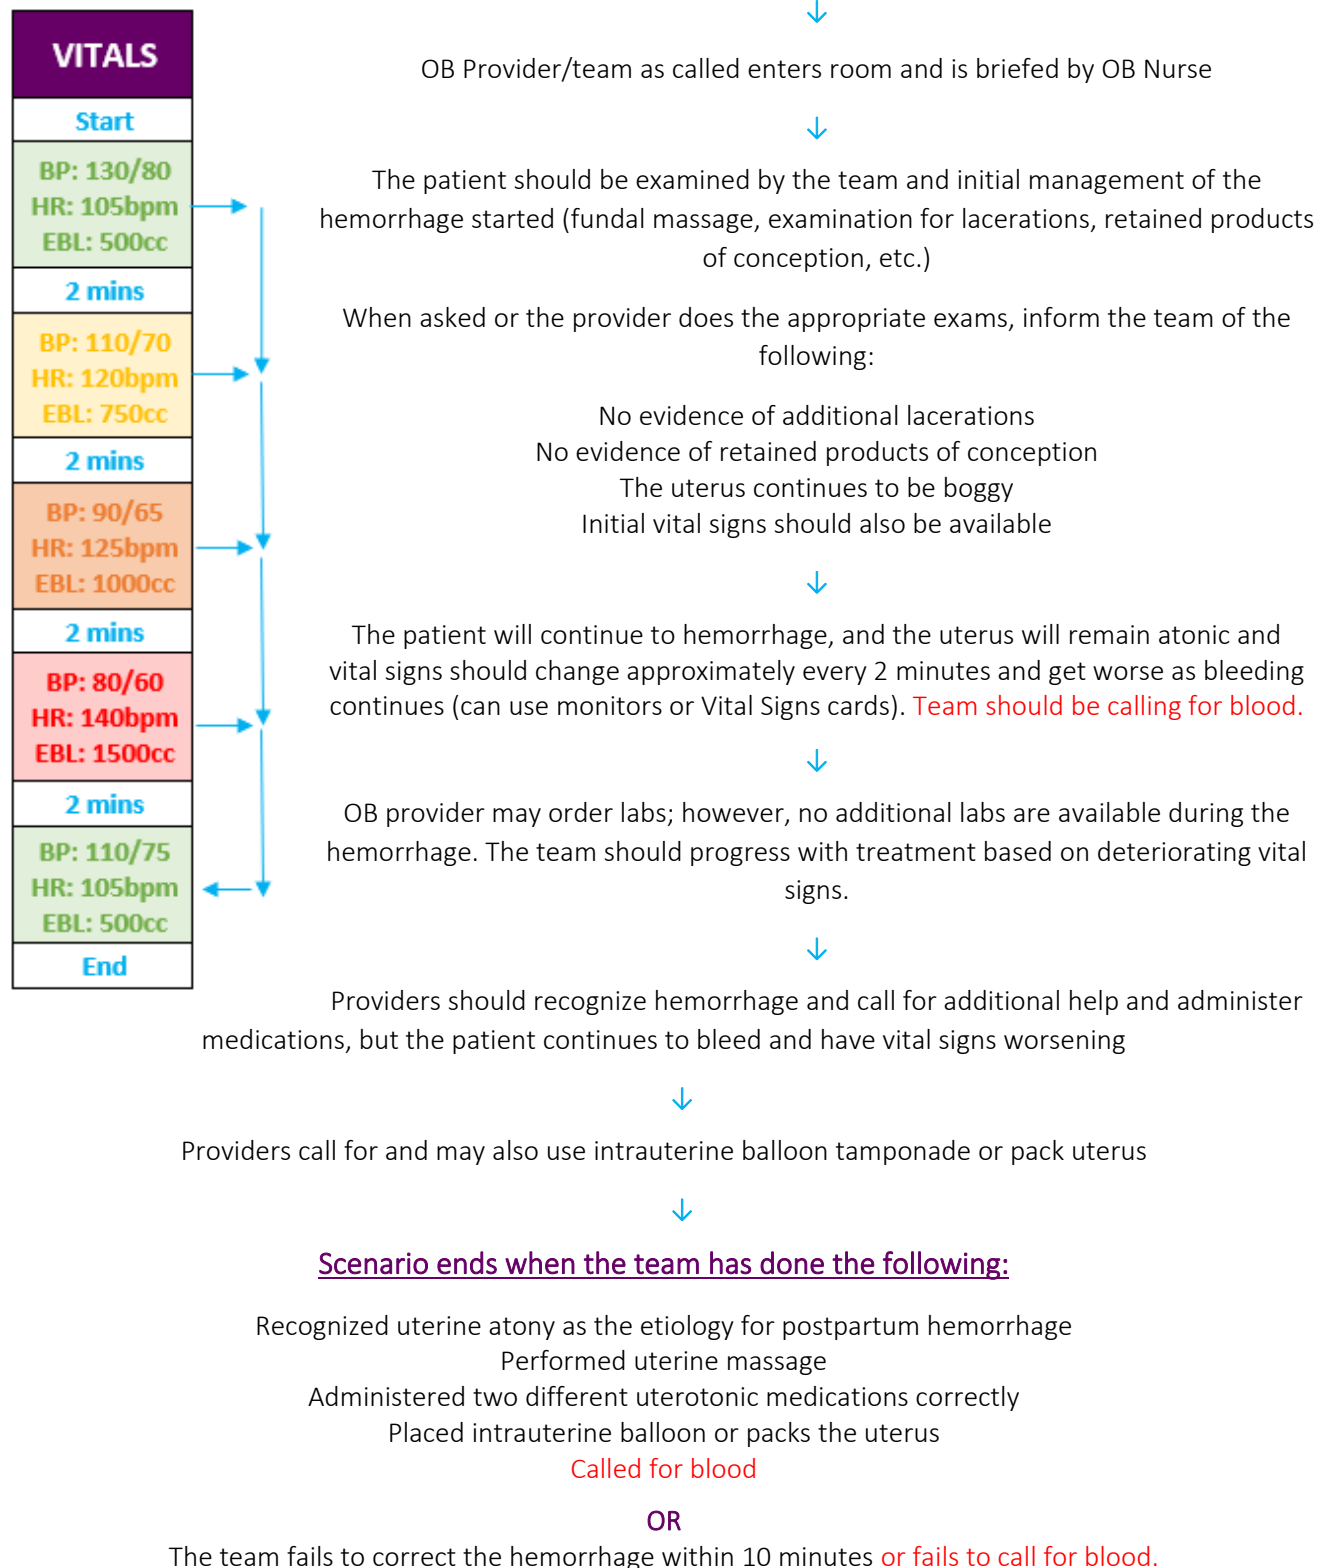 VITALS
Start
BP: 130/80
HR: 105bpm
EBL: 500cc
2 mins
BP: 110/70
HR: 120bpm
EBL: 750cc
2 mins
BP: 90/65
HR: 125bpm
EBL: 1000cc
2 mins
BP: 80/60
HR: 140bpm
EBL: 1500cc
2 mins
BP: 110/75
HR: 105bpm
EBL: 500cc
End
OB Provider/team as called enters room and is briefed by OB Nurse
The patient should be examined by the team and initial management of the
hemorrhage started (fundal massage, examination for lacerations, retained products
of conception, etc.)
When asked or the provider does the appropriate exams, inform the team of the
following:
No evidence of additional lacerations
No evidence of retained products of conception
The uterus continues to be boggy
Initial vital signs should also be available
The patient will continue to hemorrhage, and the uterus will remain atonic and
vital signs should change approximately every 2 minutes and get worse as bleeding
continues (can use monitors or Vital Signs cards). Team should be calling for blood.
OB provider may order labs; however, no additional labs are available during the
hemorrhage. The team should progress with treatment based on deteriorating vital
signs.
Providers should recognize hemorrhage and call for additional help and administer
medications, but the patient continues to bleed and have vital signs worsening
Providers call for and may also use intrauterine balloon tamponade or pack uterus
Scenario ends when the team has done the following:
Recognized uterine atony as the etiology for postpartum hemorrhage
Performed uterine massage
Administered two different uterotonic medications correctly
Placed intrauterine balloon or packs the uterus
Called for blood
OR
The team fails to correct the hemorrhage within 10 minutes or fails to call for blood.